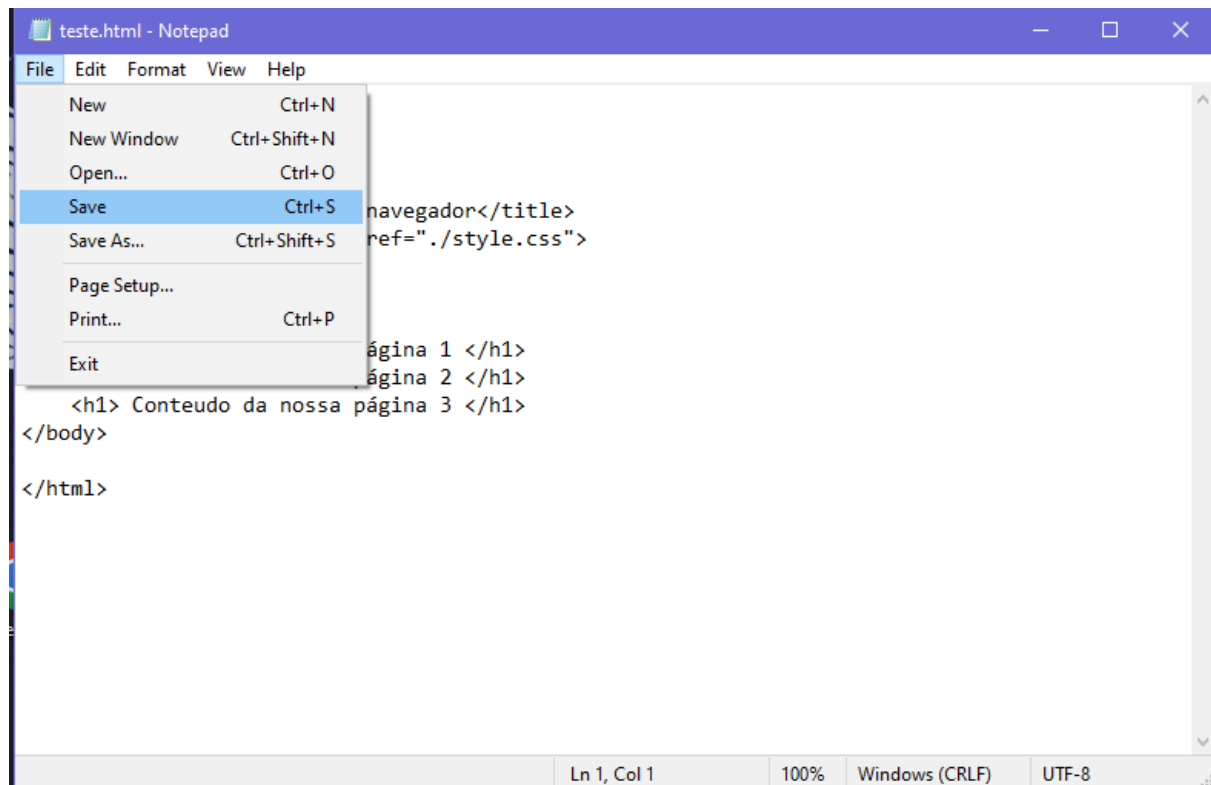 teste.html - Notepad
File Edit Format View Help
New Ctrl+N
New Window Ctrl+Shift+N
Open... Ctrl+O
Save Ctrl+S
Save As... Ctrl+Shift+S
Page Setup...
Print... Ctrl+P
Exit
navegador</title>
ref="./style.css">
ágina 1 </h1>
página 2 </h1>
<h1> Conteudo da nossa página 3 </h1>
</body>
</html>
Ln 1, Col 1 100% Windows (CRLF) UTF-8